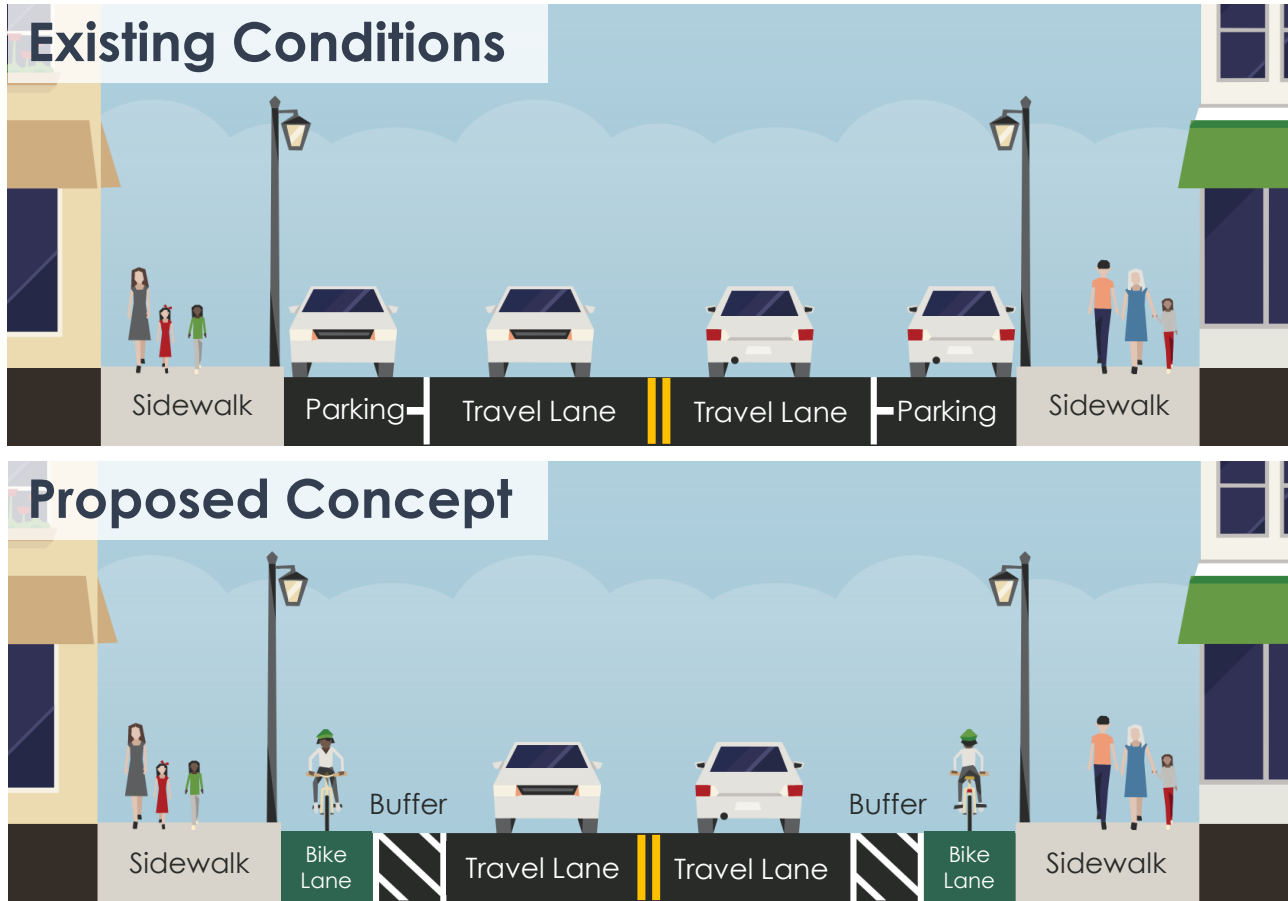 Existing Conditions
Sidewalk
Parking
Travel Lane
Travel Lane
Parking
Sidewalk
Proposed Concept
Buffer
Buffer
Sidewalk
Bike
Lane
Travel Lane
Travel Lane
Bike
Lane
Sidewalk